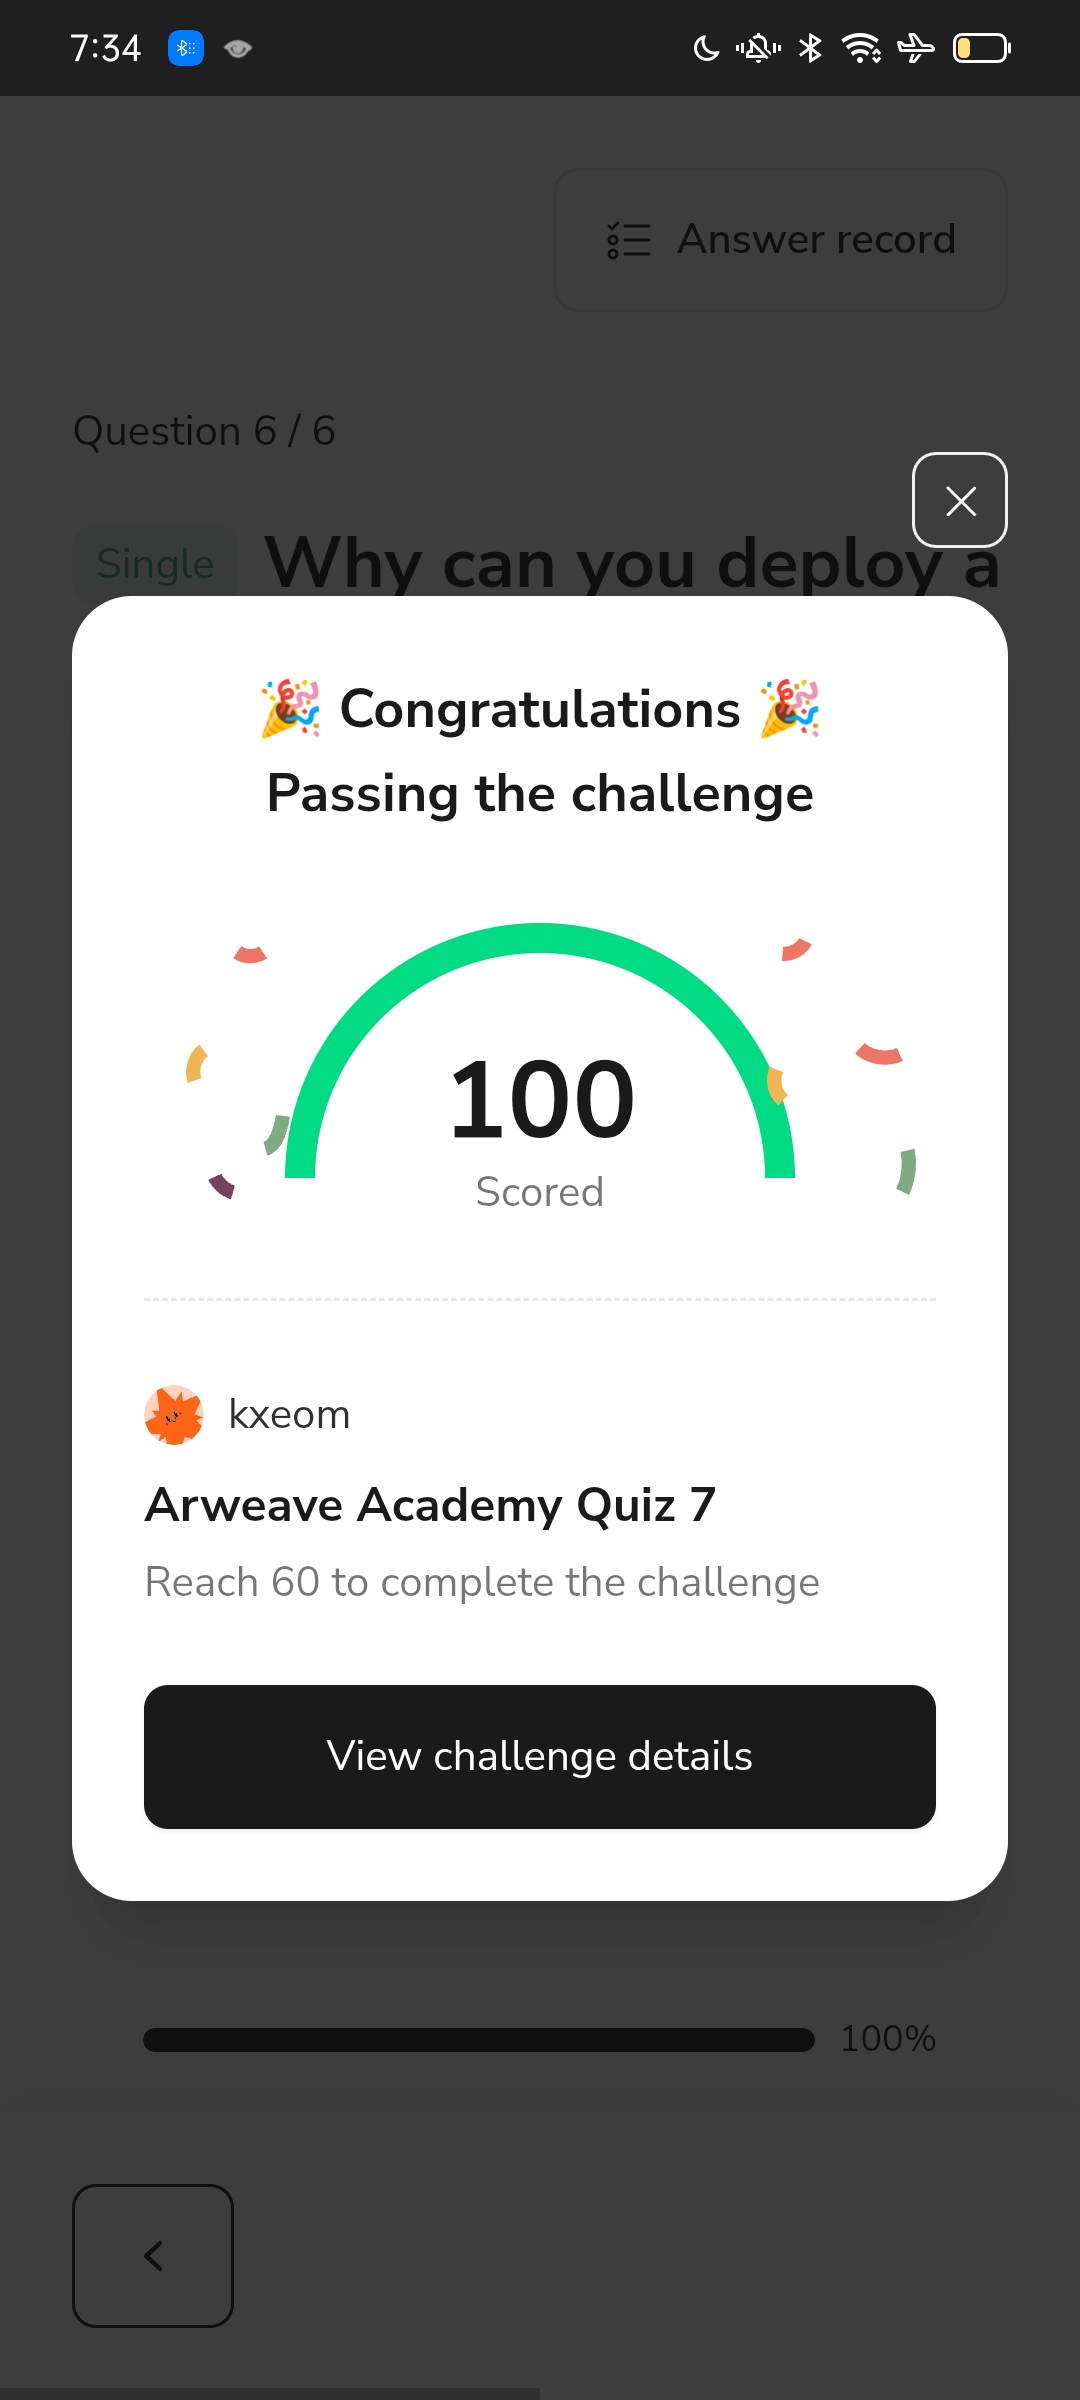 7:34
Answer record
Question 6 / 6
Single Why can you deploy a
🎉 Congratulations 🎉
Passing the challenge
100
Scored
kxeom
Arweave Academy Quiz 7
Reach 60 to complete the challenge
View challenge details
100%